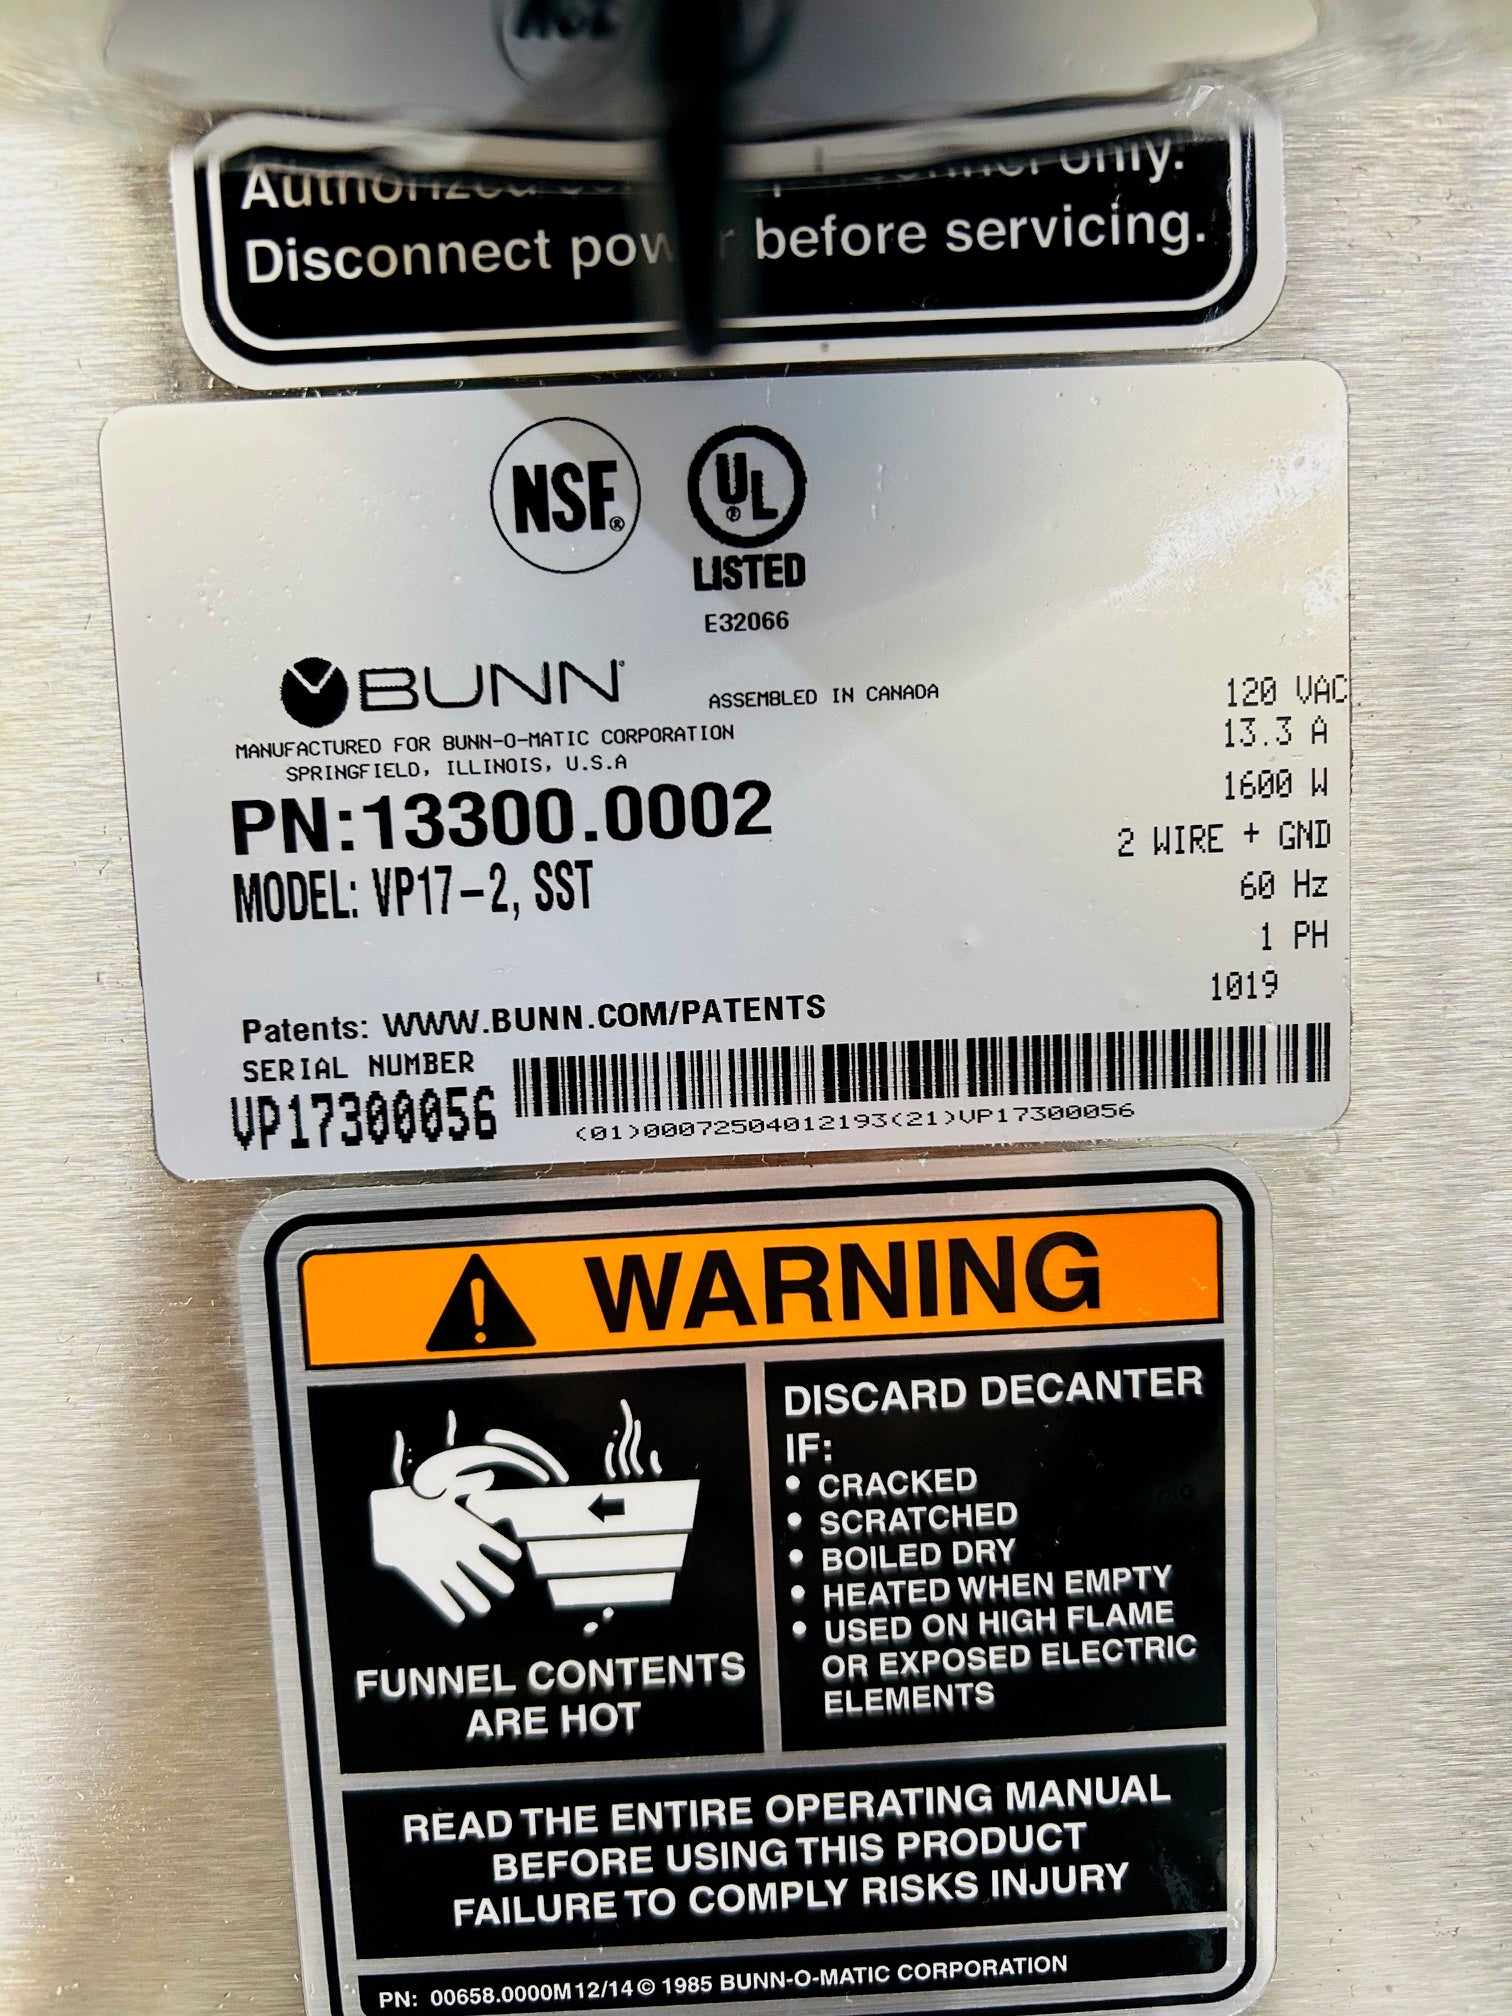 Authorized only.
Disconnect before servicing.
NSF®
UL®
LISTED
E32066
BUNN®
ASSEMBLED IN CANADA
MANUFACTURED FOR BUNN-O-MATIC CORPORATION
SPRINGFIELD, ILLINOIS, U.S.A
PN:13300.0002
MODEL: VP17-2, SST
120 VAC
13.3 A
1600 W
2 WIRE + GND
60 Hz
1 PH
1019
Patents: WWW.BUNN.COM/PATENTS
SERIAL NUMBER
VP17300056
(01)00072504012193(21)VP17300056
WARNING
FUNNEL CONTENTS
ARE HOT
DISCARD DECANTER
IF:
• CRACKED
• SCRATCHED
• BOILED DRY
• HEATED WHEN EMPTY
• USED ON HIGH FLAME
OR EXPOSED ELECTRIC
ELEMENTS
READ THE ENTIRE OPERATING MANUAL
BEFORE USING THIS PRODUCT
FAILURE TO COMPLY RISKS INJURY
PN: 00658.0000M 12/14 © 1985 BUNN-O-MATIC CORPORATION